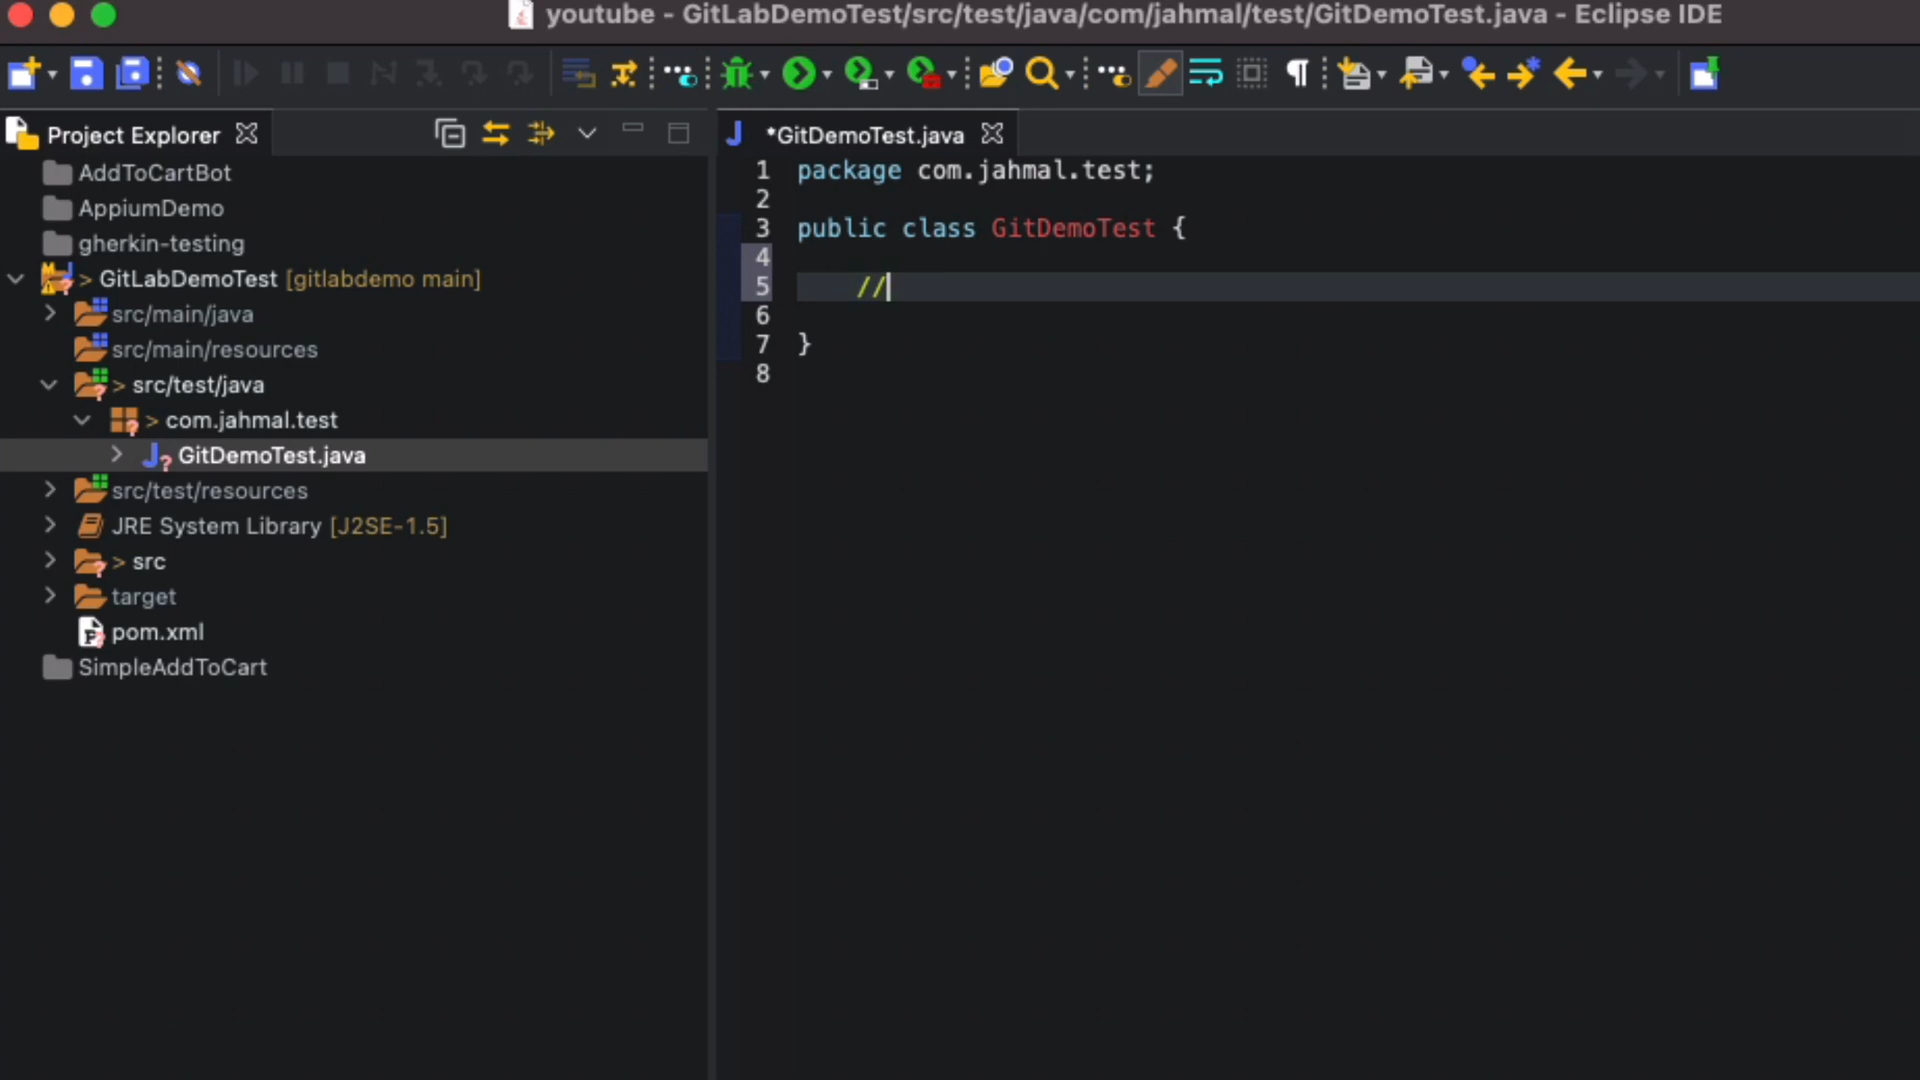 youtube - GitLabDemoTest/src/test/java/com/jahmal/test/GitDemoTest.java - Eclipse IDE
Project Explorer
AddToCartBot
AppiumDemo
gherkin-testing
> GitLabDemoTest [gitlabdemo main]
src/main/java
src/main/resources
> src/test/java
> com.jahmal.test
GitDemoTest.java
src/test/resources
JRE System Library [J2SE-1.5]
> src
target
pom.xml
SimpleAddToCart
*GitDemoTest.java
1 package com.jahmal.test;
2
3 public class GitDemoTest {
4
5 //
6
7 }
8